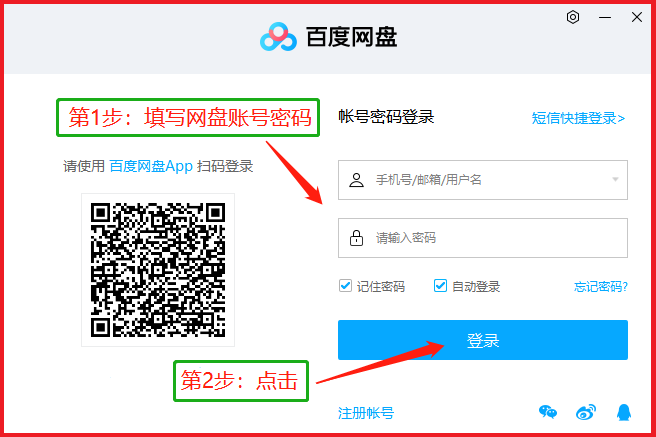 百度网盘
第1步：填写网盘账号密码
帐号密码登录
短信快捷登录>
请使用 百度网盘App 扫码登录
手机号/邮箱/用户名
请输入密码
记住密码
自动登录
忘记密码?
登录
第2步：点击
注册帐号